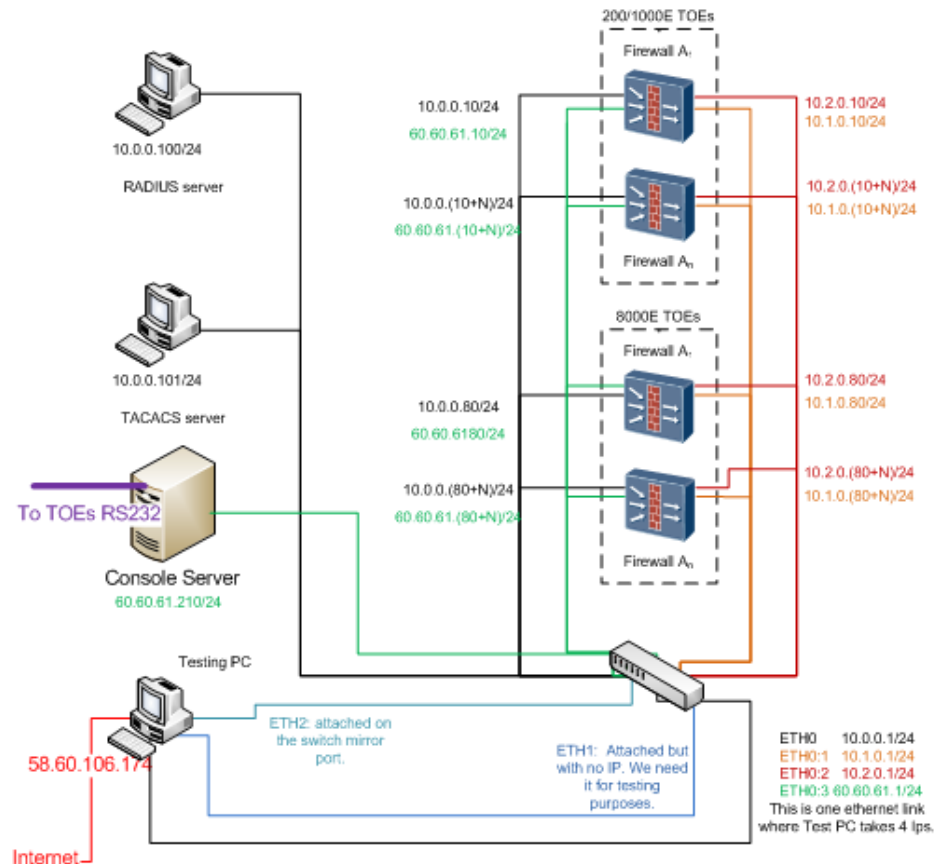 200/1000E TOEs
Firewall A₁
10.0.0.10/24
60.60.61.10/24
10.2.0.10/24
10.1.0.10/24
10.0.0.100/24
RADIUS server
10.0.0.(10+N)/24
60.60.61.(10+N)/24
10.2.0.(10+N)/24
10.1.0.(10+N)/24
Firewall Aₙ
8000E TOEs
Firewall A₁
10.0.0.101/24
TACACS server
10.0.0.80/24
60.60.6180/24
10.2.0.80/24
10.1.0.80/24
10.0.0.(80+N)/24
60.60.61.(80+N)/24
10.2.0.(80+N)/24
10.1.0.(80+N)/24
Firewall Aₙ
To TOEs RS232
Console Server
60.60.61.210/24
Testing PC
ETH2: attached on
the switch mirror
port.
ETH1: Attached but
with no IP. We need
it for testing
purposes.
58.60.106.174
Internet
ETH0 10.0.0.1/24
ETH0:1 10.1.0.1/24
ETH0:2 10.2.0.1/24
ETH0:3 60.60.61.1/24
This is one ethernet link
where Test PC takes 4 Ips.